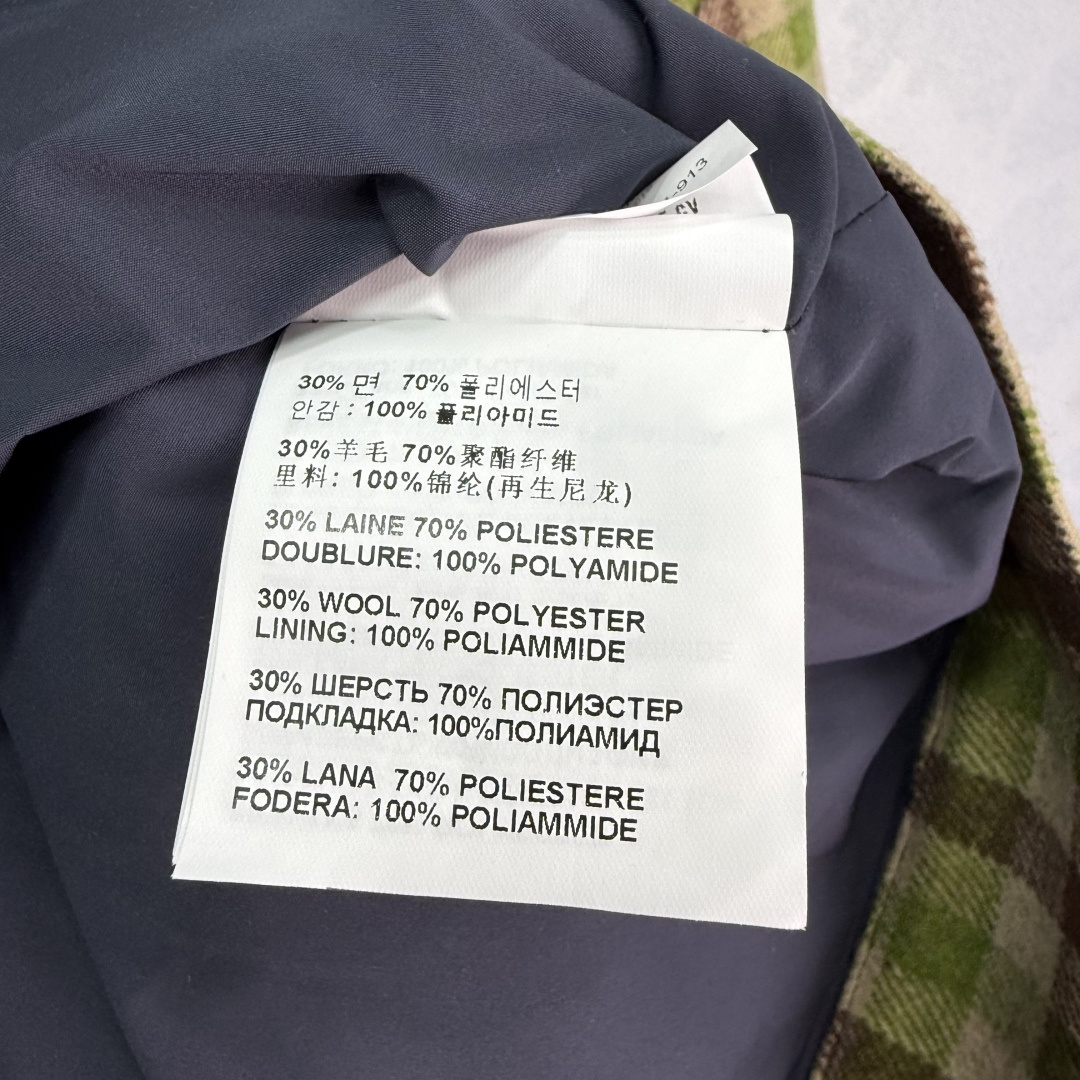 913
30% 면 70% 폴리에스터
안감 : 100% 폴리아미드
30%羊毛 70%聚酯纤维
里料: 100%锦纶(再生尼龙)
30% LAINE 70% POLIESTERE
DOUBLURE: 100% POLYAMIDE
30% WOOL 70% POLYESTER
LINING: 100% POLIAMMIDE
30% ШЕРСТЬ 70% ПОЛИЭСТЕР
ПОДКЛАДКА: 100%ПОЛИАМИД
30% LANA 70% POLIESTERE
FODERA: 100% POLIAMMIDE